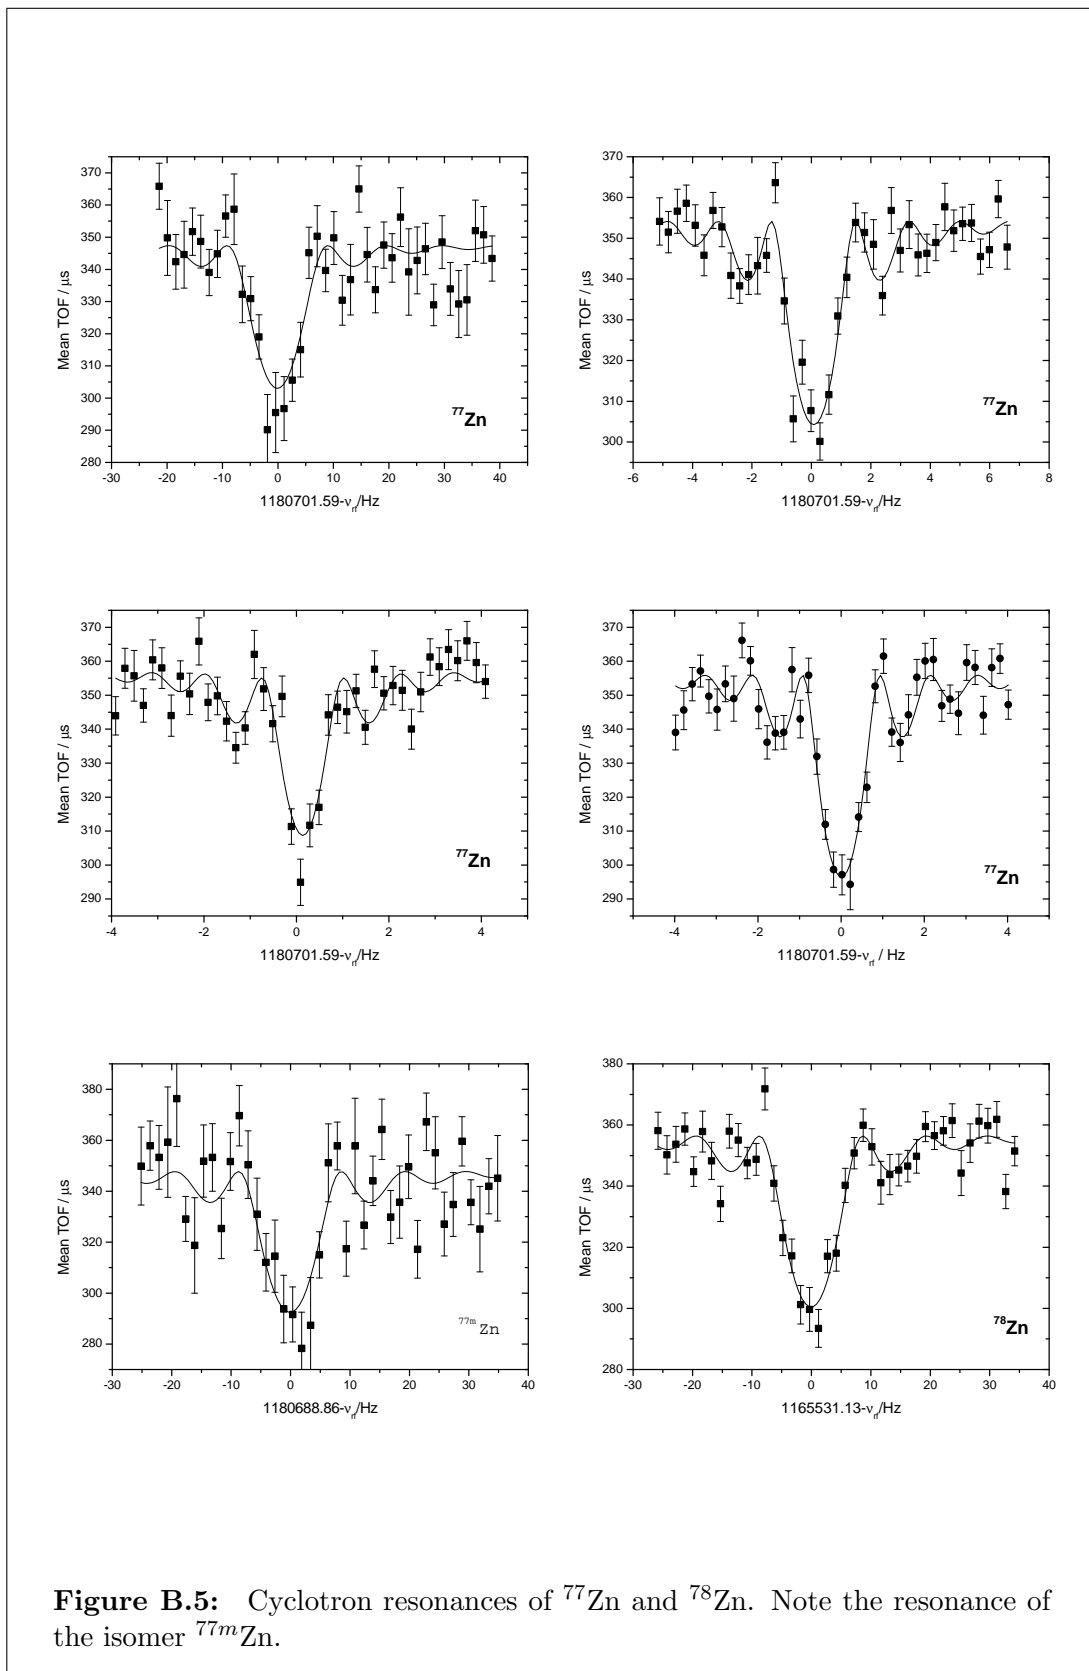 370
360
350
340
330
320
310
300
290
280
-30 -20 -10 0 10 20 30 40
Mean TOF / μs
1180701.59-ν_rf/Hz
⁷⁷Zn
370
360
350
340
330
320
310
300
-6 -4 -2 0 2 4 6 8
Mean TOF / μs
1180701.59-ν_rf/Hz
⁷⁷Zn
370
360
350
340
330
320
310
300
290
-4 -2 0 2 4
Mean TOF / μs
1180701.59-ν_rf/Hz
⁷⁷Zn
370
360
350
340
330
320
310
300
290
-4 -2 0 2 4
Mean TOF / μs
1180701.59-ν_rf / Hz
⁷⁷Zn
380
360
340
320
300
280
-30 -20 -10 0 10 20 30 40
Mean TOF / μs
1180688.86-ν_rf/Hz
⁷⁷ᵐZn
380
360
340
320
300
280
-30 -20 -10 0 10 20 30 40
Mean TOF / μs
1165531.13-ν_rf/Hz
⁷⁸Zn
Figure B.5: Cyclotron resonances of ⁷⁷Zn and ⁷⁸Zn. Note the resonance of
the isomer ⁷⁷ᵐZn.